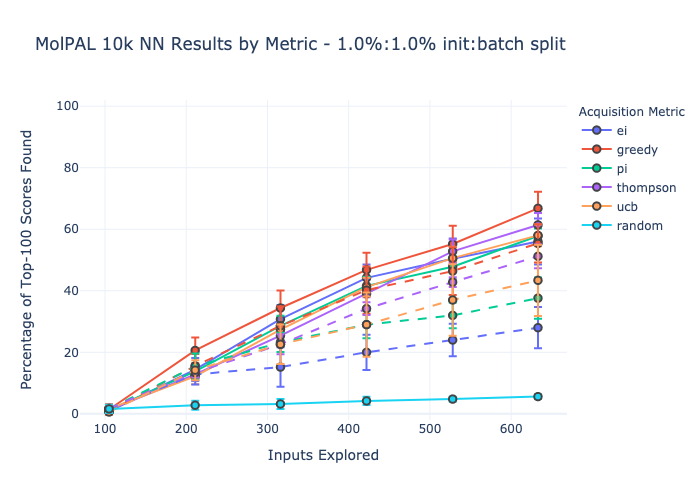 MolPAL 10k NN Results by Metric - 1.0%:1.0% init:batch split
Percentage of Top-100 Scores Found
100
80
60
40
20
0
100
200
300
400
500
600
Inputs Explored
Acquisition Metric
ei
greedy
pi
thompson
ucb
random